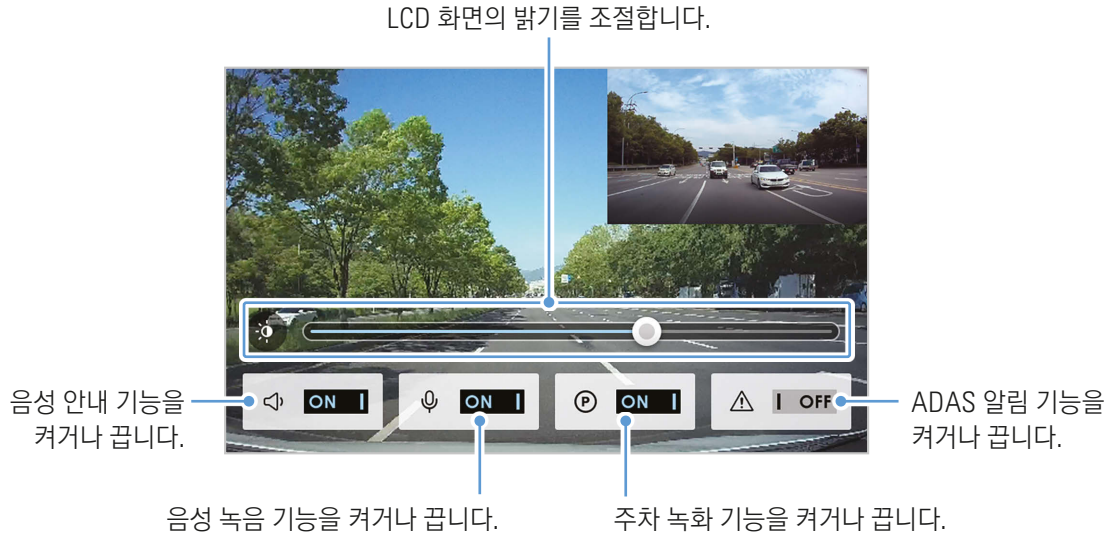 LCD 화면의 밝기를 조절합니다.
음성 안내 기능을
켜거나 끕니다.
ON
ON
P
ON
OFF
ADAS 알림 기능을
켜거나 끕니다.
음성 녹음 기능을 켜거나 끕니다.
주차 녹화 기능을 켜거나 끕니다.